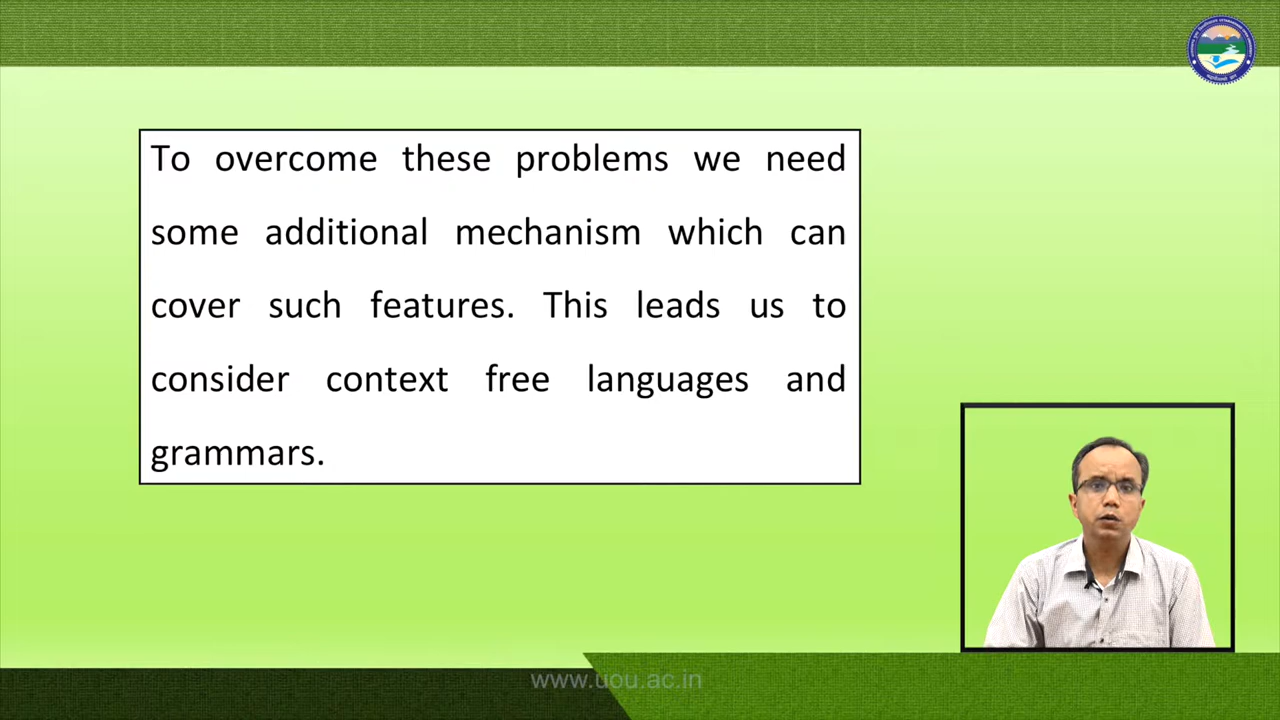 To overcome these problems we need
some additional mechanism which can
cover such features. This leads us to
consider context free languages and
grammars.
www.uou.ac.in